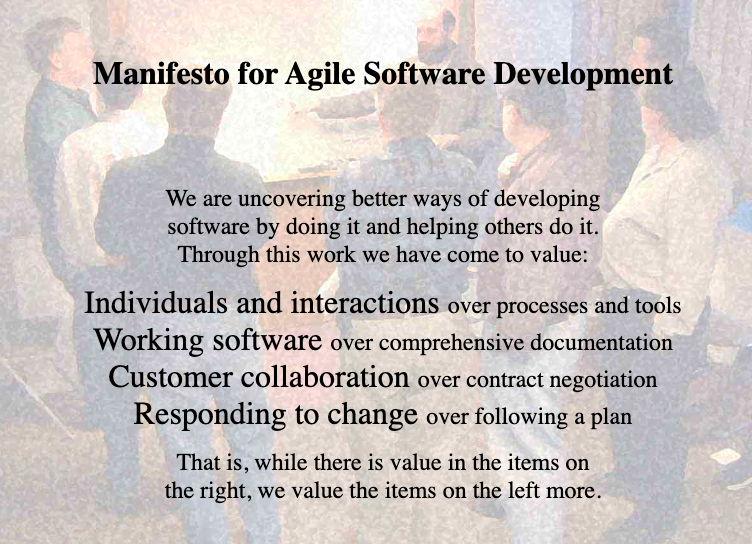 Manifesto for Agile Software Development
We are uncovering better ways of developing
software by doing it and helping others do it.
Through this work we have come to value:
Individuals and interactions over processes and tools
Working software over comprehensive documentation
Customer collaboration over contract negotiation
Responding to change over following a plan
That is, while there is value in the items on
the right, we value the items on the left more.